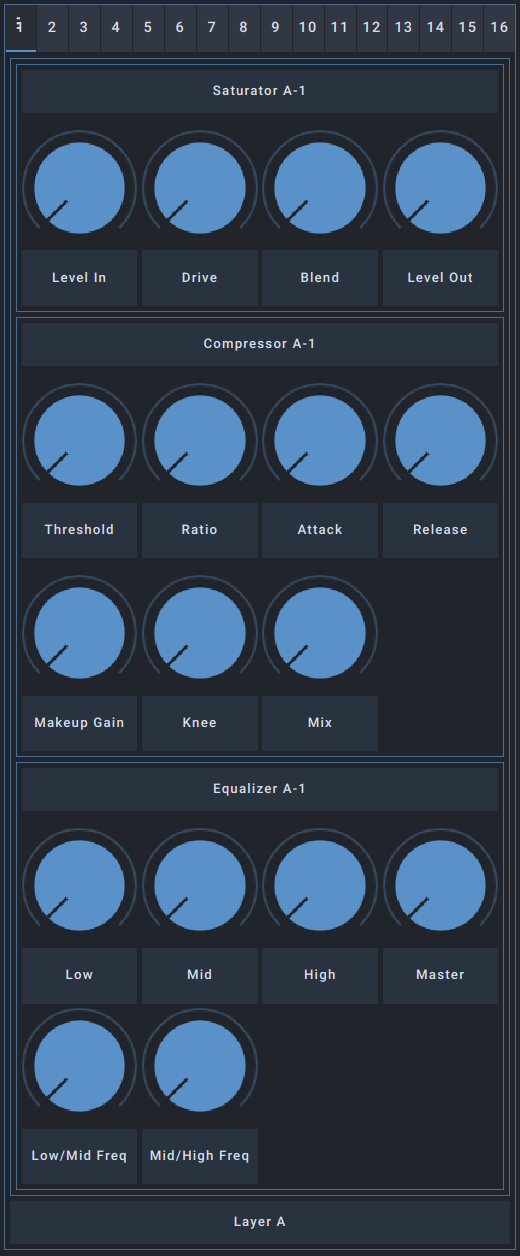 1 2 3 4 5 6 7 8 9 10 11 12 13 14 15 16
Saturator A-1
Level In Drive Blend Level Out
Compressor A-1
Threshold Ratio Attack Release
Makeup Gain Knee Mix
Equalizer A-1
Low Mid High Master
Low/Mid Freq Mid/High Freq
Layer A